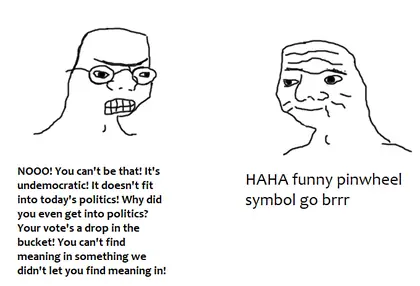 NOOO! You can't be that! It's
undemocratic! It doesn't fit
into today's politics! Why did
you even get into politics?
Your vote's a drop in the
bucket! You can't find
meaning in something we
didn't let you find meaning in!
HAHA funny pinwheel
symbol go brrr